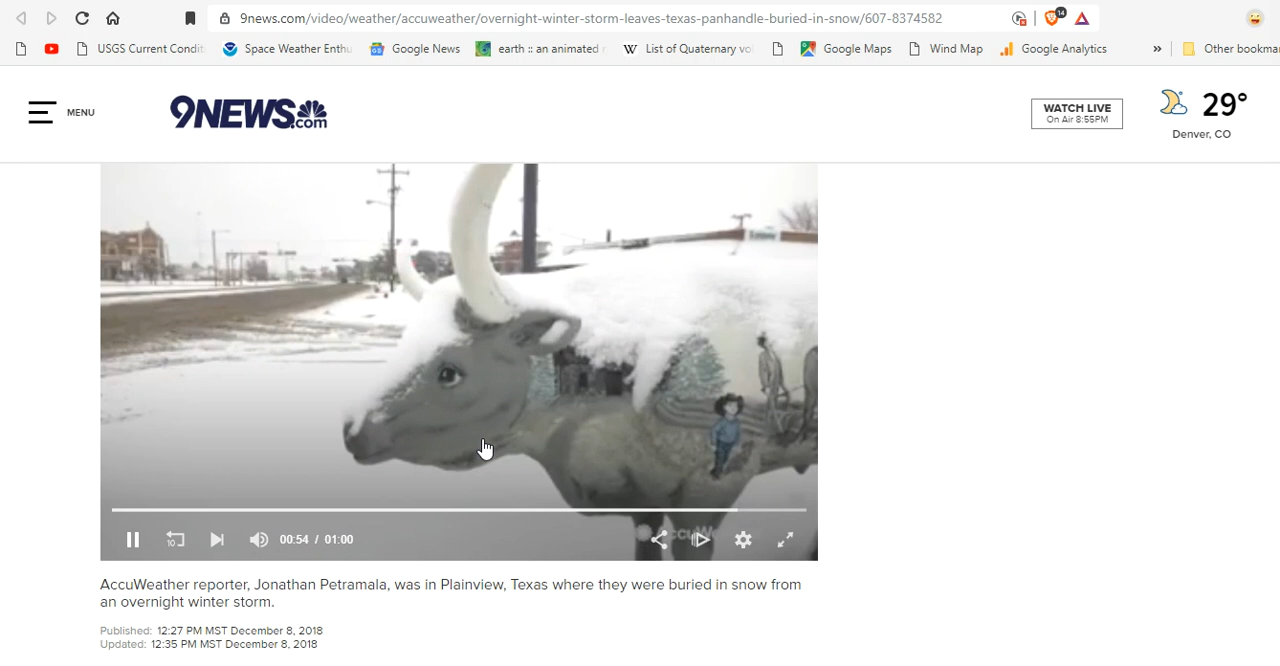 9news.com/video/weather/accuweather/overnight-winter-storm-leaves-texas-panhandle-buried-in-snow/607-8374582
14
USGS Current Condit
Space Weather Enthu
Google News
earth :: an animated
W
List of Quaternary vo
Google Maps
Wind Map
Google Analytics
»
Other bookma
MENU
9NEWS.com
WATCH LIVE
On Air 8:55PM
29°
Denver, CO
10
00:54 / 01:00
AccuWeather reporter, Jonathan Petramala, was in Plainview, Texas where they were buried in snow from
an overnight winter storm.
Published: 12:27 PM MST December 8, 2018
Updated: 12:35 PM MST December 8, 2018